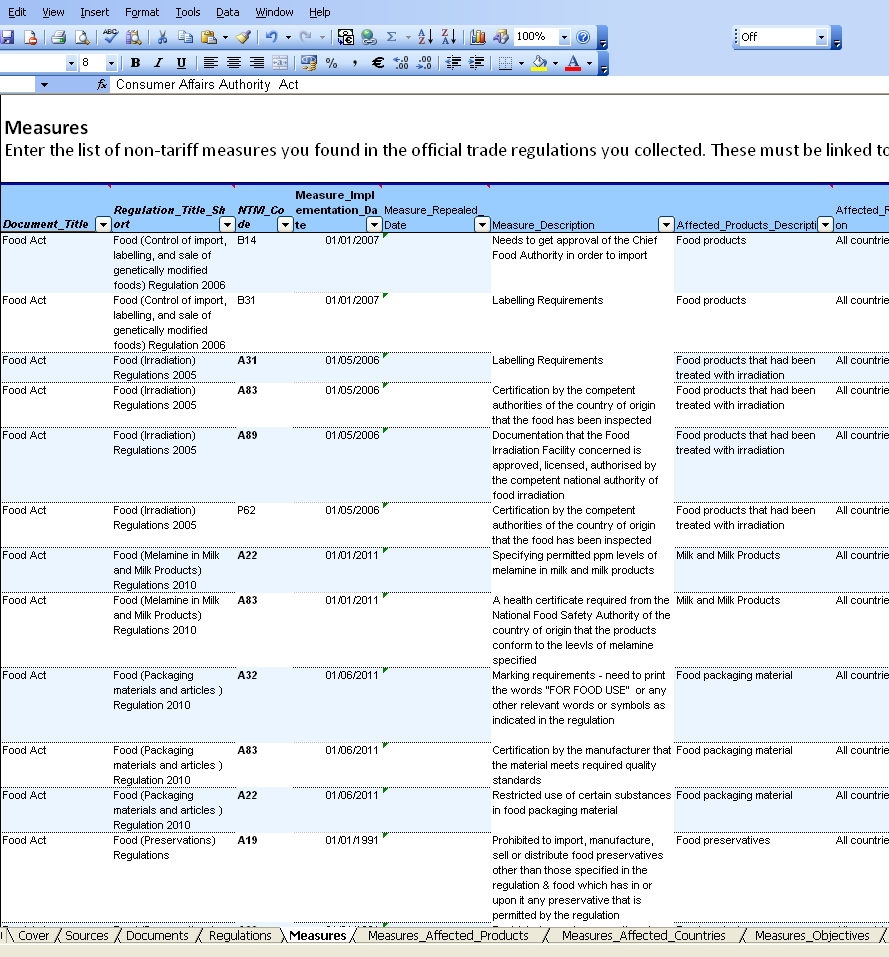 Edit View Insert Format Tools Data Window Help
100% Off
8 B I U % , €
fx Consumer Affairs Authority Act
Measures
Enter the list of non-tariff measures you found in the official trade regulations you collected. These must be linked to
Document_Title Regulation_Title_Short NTM_Code Measure_Implementation_Date Measure_Repealed_Date Measure_Description Affected_Products_Descripti Affected_R
on
Food Act Food (Control of import, B14 01/01/2007 Needs to get approval of the Chief Food products All countrie
labelling, and sale of Food Authority in order to import
genetically modified
foods) Regulation 2006
Food Act Food (Control of import, B31 01/01/2007 Labelling Requirements Food products All countrie
labelling, and sale of
genetically modified
foods) Regulation 2006
Food Act Food (Irradiation) A31 01/05/2006 Labelling Requirements Food products that had been All countrie
Regulations 2005 treated with irradiation
Food Act Food (Irradiation) A83 01/05/2006 Certification by the competent Food products that had been All countrie
Regulations 2005 authorities of the country of origin treated with irradiation
that the food has been inspected
Food Act Food (Irradiation) A89 01/05/2006 Documentation that the Food Food products that had been All countrie
Regulations 2005 Irradiation Facility concerned is treated with irradiation
approved, licensed, authorised by
the competent national authority of
food irradiation
Food Act Food (Irradiation) P62 01/05/2006 Certification by the competent Food products that had been All countrie
Regulations 2005 authorities of the country of origin treated with irradiation
that the food has been inspected
Food Act Food (Melamine in Milk A22 01/01/2011 Specifying permitted ppm levels of Milk and Milk Products All countrie
and Milk Products) melamine in milk and milk products
Regulations 2010
Food Act Food (Melamine in Milk A83 01/01/2011 A health certificate required from the Milk and Milk Products All countrie
and Milk Products) National Food Safety Authority of the
Regulations 2010 country of origin that the products
conform to the leevls of melamine
specified
Food Act Food (Packaging A32 01/06/2011 Marking requirements - need to print Food packaging material All countrie
materials and articles ) the words "FOR FOOD USE" or any
Regulation 2010 other relevant words or symbols as
indicated in the regulation
Food Act Food (Packaging A83 01/06/2011 Certification by the manufacturer that Food packaging material All countrie
materials and articles ) the material meets required quality
Regulation 2010 standards
Food Act Food (Packaging A22 01/06/2011 Restricted use of certain substances Food packaging material All countrie
materials and articles ) in food packaging material
Regulation 2010
Food Act Food (Preservations) A19 01/01/1991 Prohibited to import, manufacture, Food preservatives All countrie
Regulations sell or distribute food preservatives
other than those specified in the
regulation & food which has in or
upon it any preservative that is
permitted by the regulation
Cover Sources Documents Regulations Measures Measures_Affected_Products Measures_Affected_Countries Measures_Objectives